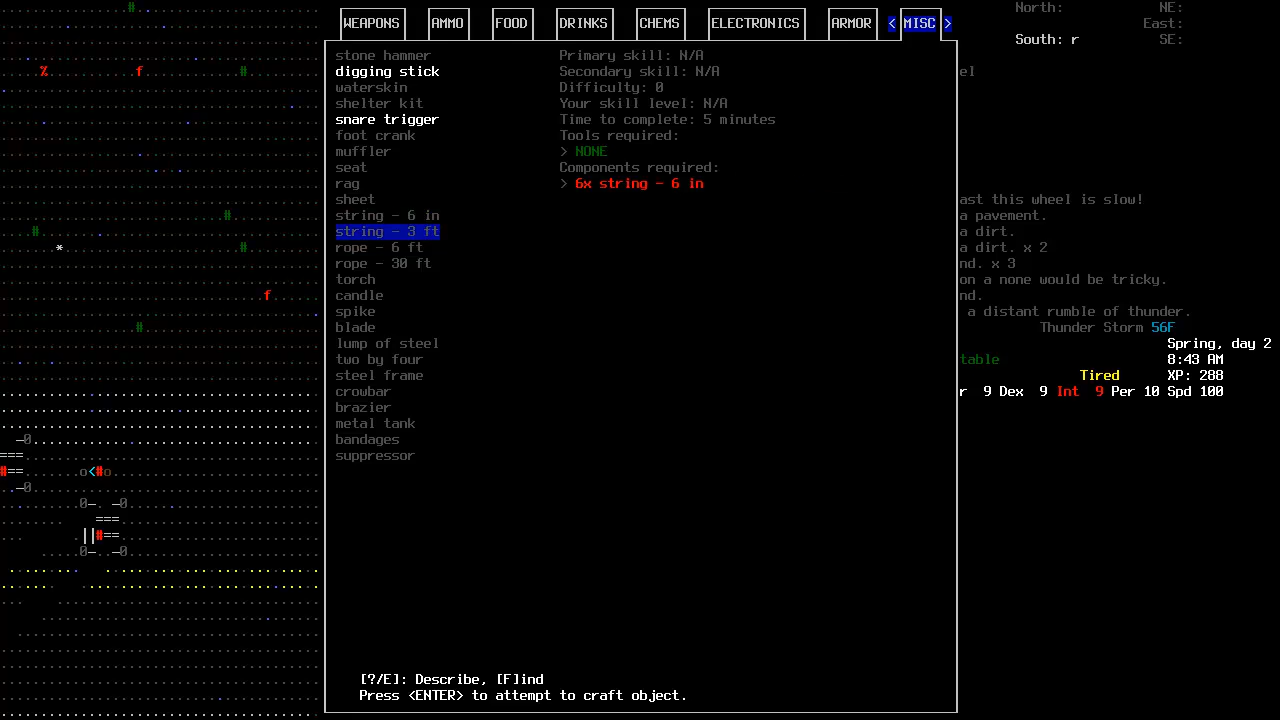 North: NE:
WEAPONS AMMO FOOD DRINKS CHEMS ELECTRONICS ARMOR < MISC >
East:
South: r SE:
stone hammer Primary skill: N/A
digging stick Secondary skill: N/A el
waterskin Difficulty: 0
shelter kit Your skill level: N/A
snare trigger Time to complete: 5 minutes
foot crank Tools required:
muffler > NONE
seat Components required:
rag > 6x string - 6 in
sheet ast this wheel is slow!
string - 6 in a pavement.
string - 3 ft a dirt.
rope - 6 ft a dirt. x 2
rope - 30 ft nd. x 3
torch on a none would be tricky.
candle nd.
spike a distant rumble of thunder.
blade Thunder Storm 56F
lump of steel Spring, day 2
two by four table 8:43 AM
steel frame Tired XP: 288
crowbar r 9 Dex 9 Int 9 Per 10 Spd 100
brazier
metal tank
bandages
suppressor
[?/E]: Describe, [F]ind
Press <ENTER> to attempt to craft object.